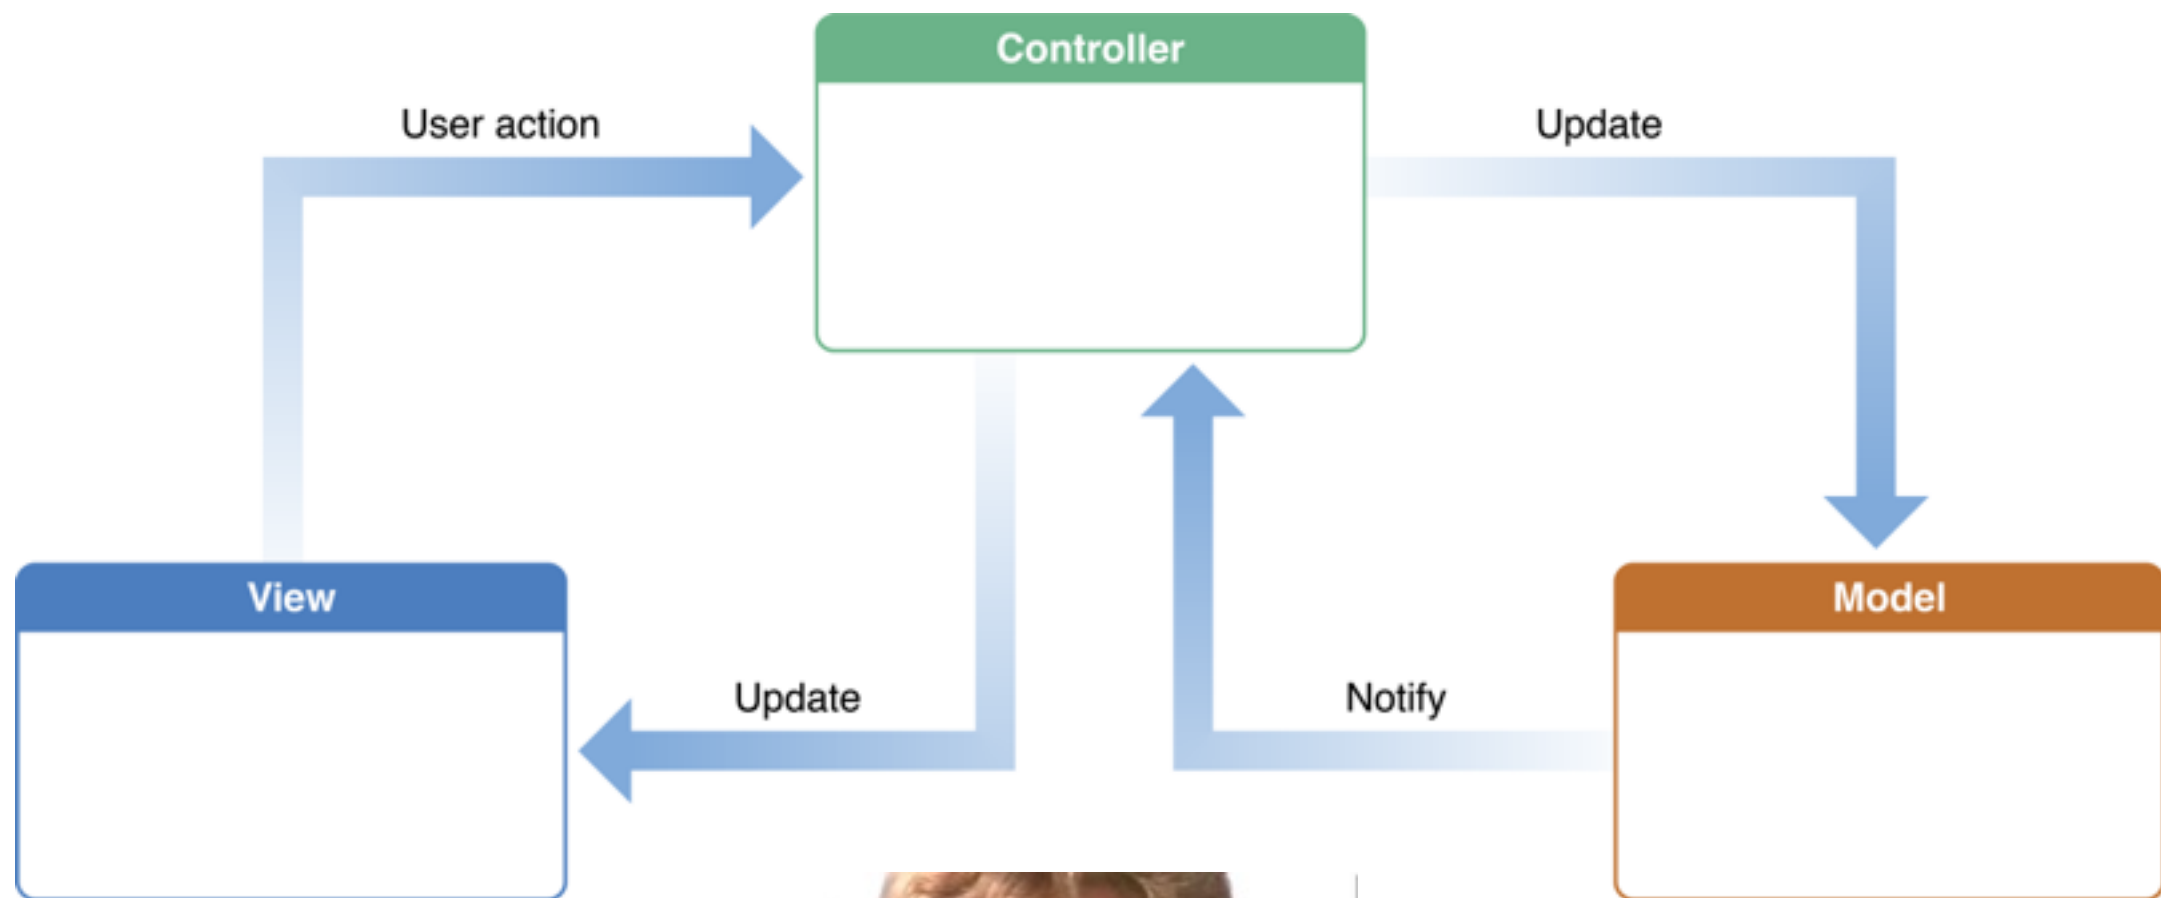 Controller
User action
Update
View
Model
Update
Notify